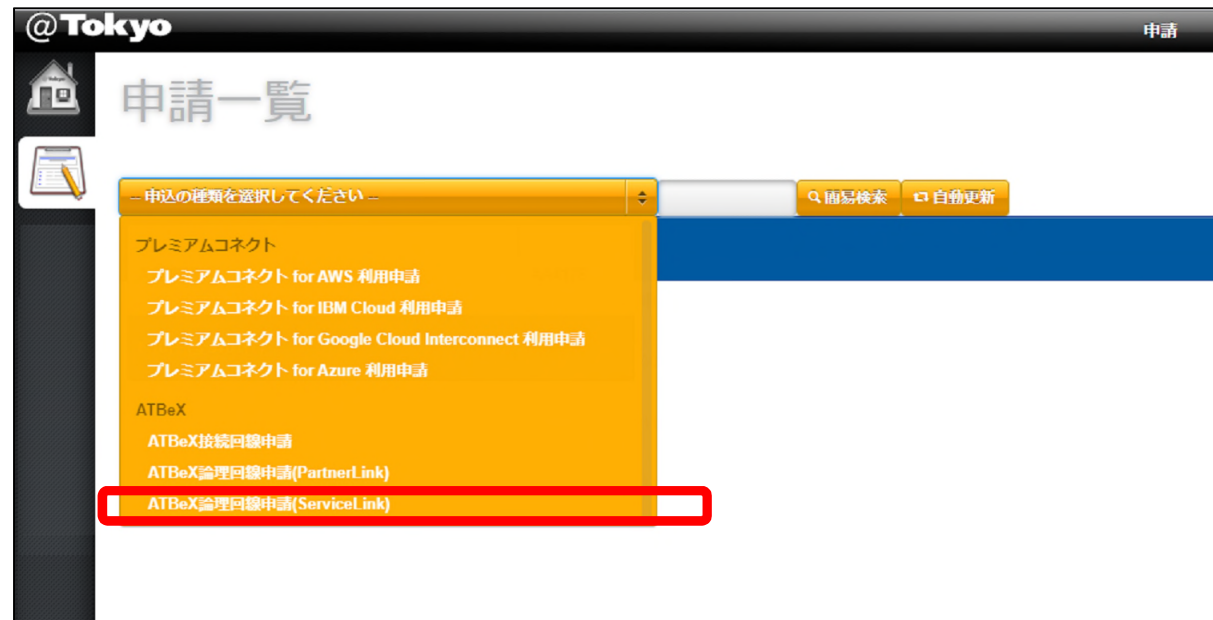 @Tokyo
申請
申請一覧
-- 申込の種類を選択してください --
簡易検索
自動更新
プレミアムコネクト
プレミアムコネクト for AWS 利用申請
プレミアムコネクト for IBM Cloud 利用申請
プレミアムコネクト for Google Cloud Interconnect 利用申請
プレミアムコネクト for Azure 利用申請
ATBeX
ATBeX接続回線申請
ATBeX論理回線申請(PartnerLink)
ATBeX論理回線申請(ServiceLink)